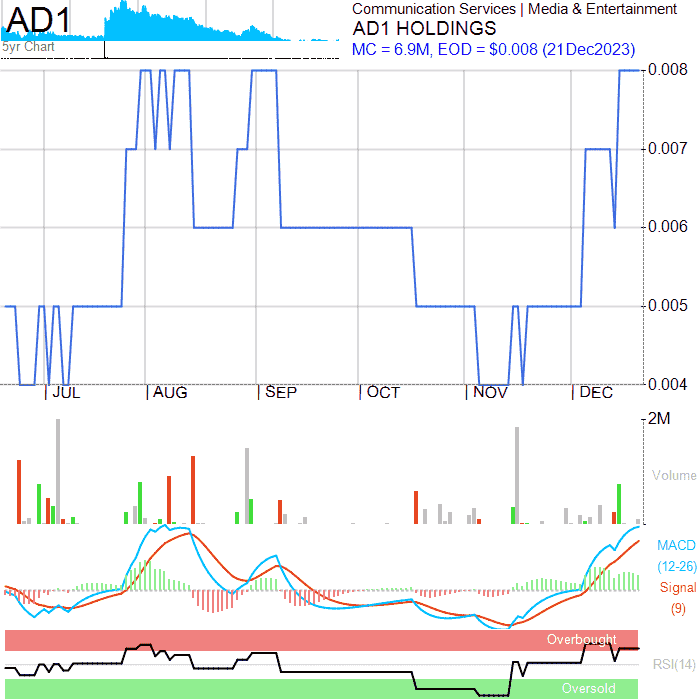 AD1
5yr Chart
Communication Services | Media & Entertainment
AD1 HOLDINGS
MC = 6.9M, EOD = $0.008 (21Dec2023)
0.008
0.007
0.006
0.005
0.004
JUL AUG SEP OCT NOV DEC
2M
Volume
MACD
(12-26)
Signal
(9)
Overbought
RSI(14)
Oversold